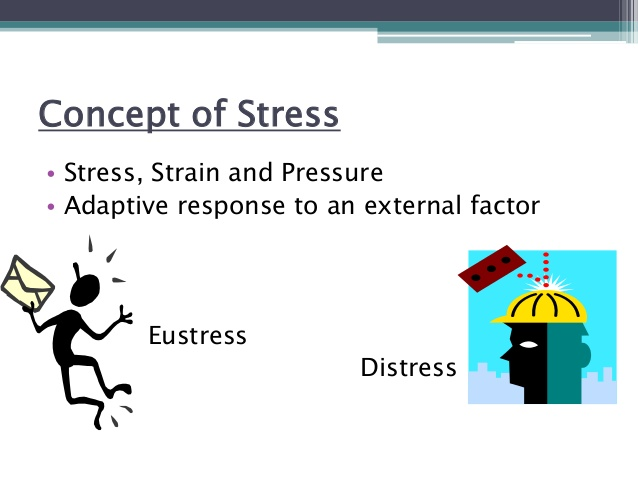 Concept of Stress
• Stress, Strain and Pressure
• Adaptive response to an external factor
Eustress
Distress